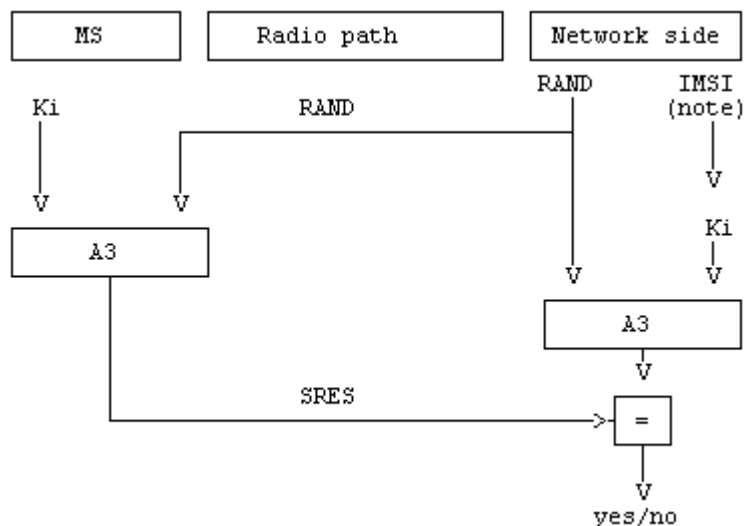 MS Radio path Network side
RAND IMSI
Ki RAND (note)
Ki
A3
A3
SRES
=
yes/no